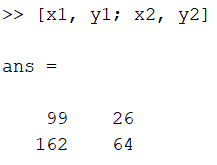 >> [x1, y1; x2, y2]
ans =
99 26
162 64